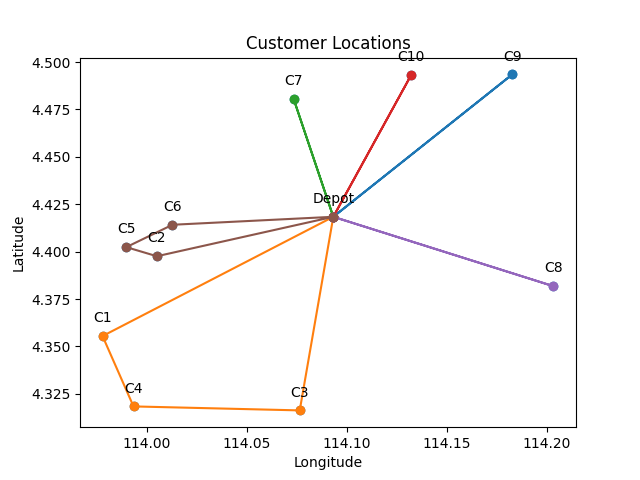 Customer Locations
4.500
4.475
4.450
4.425
4.400
4.375
4.350
4.325
C10
C9
C7
Depot
C6
C5
C2
C8
C1
C4
C3
114.00
114.05
114.10
114.15
114.20
Latitude
Longitude